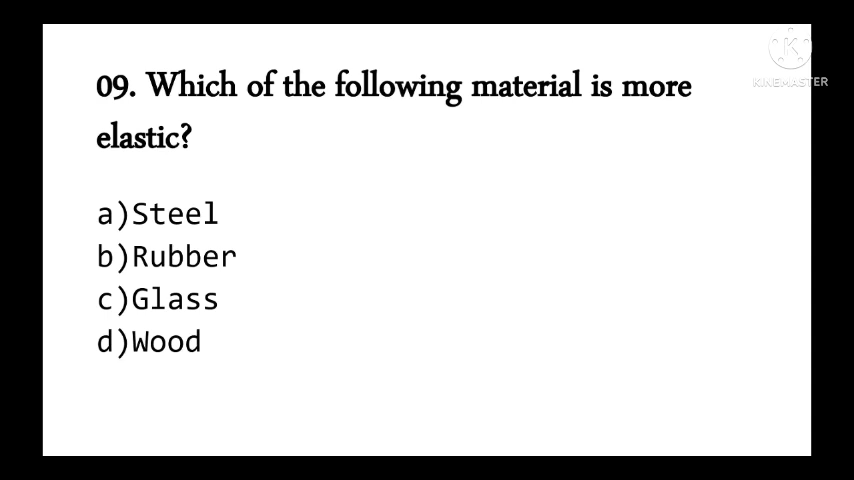 KINEMASTER
09. Which of the following material is more
elastic?
a)Steel
b)Rubber
c)Glass
d)Wood